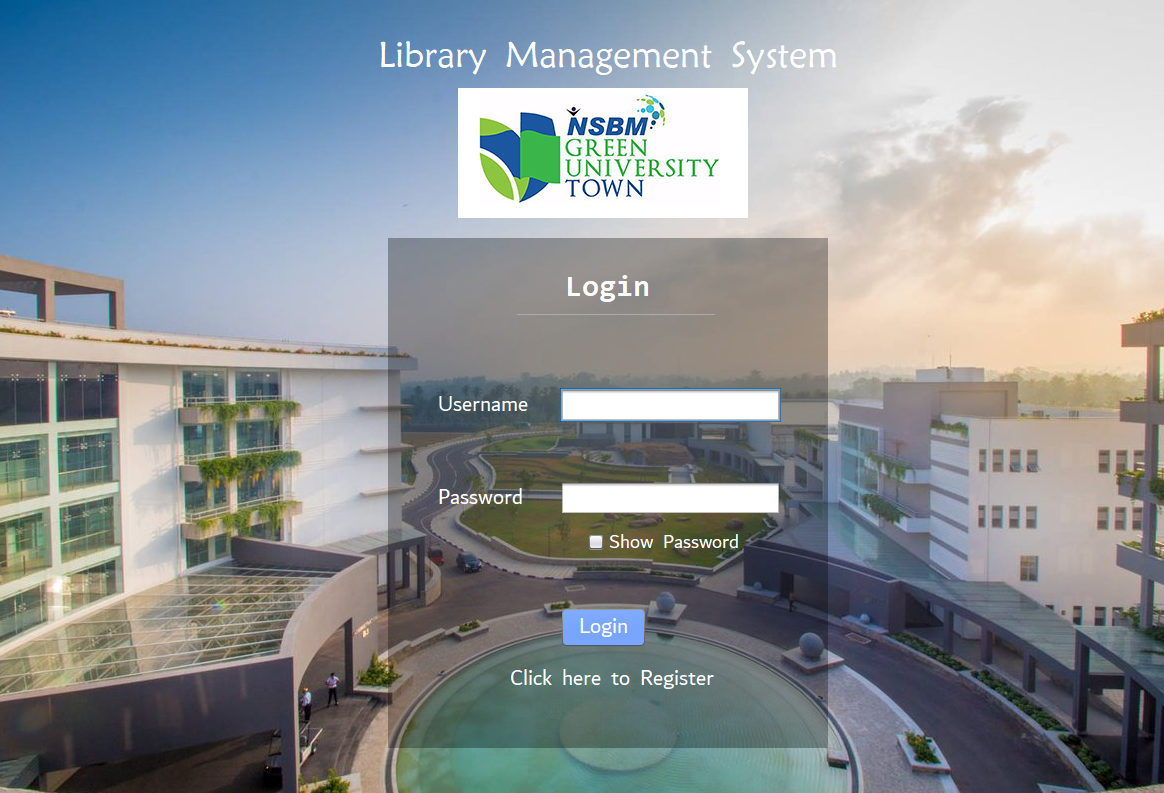 Library Management System
NSBM
GREEN
UNIVERSITY
TOWN
Login
Username
Password
Show Password
Login
Click here to Register